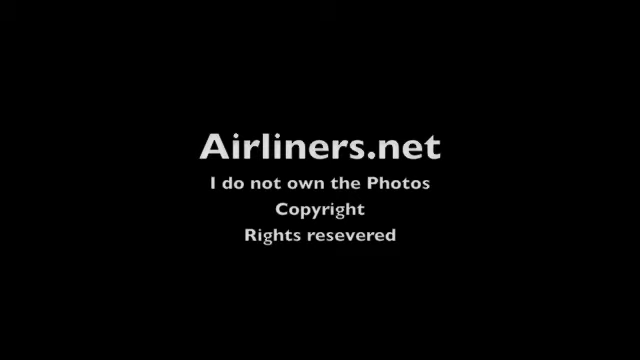 Airliners.net
I do not own the Photos
Copyright
Rights resevered